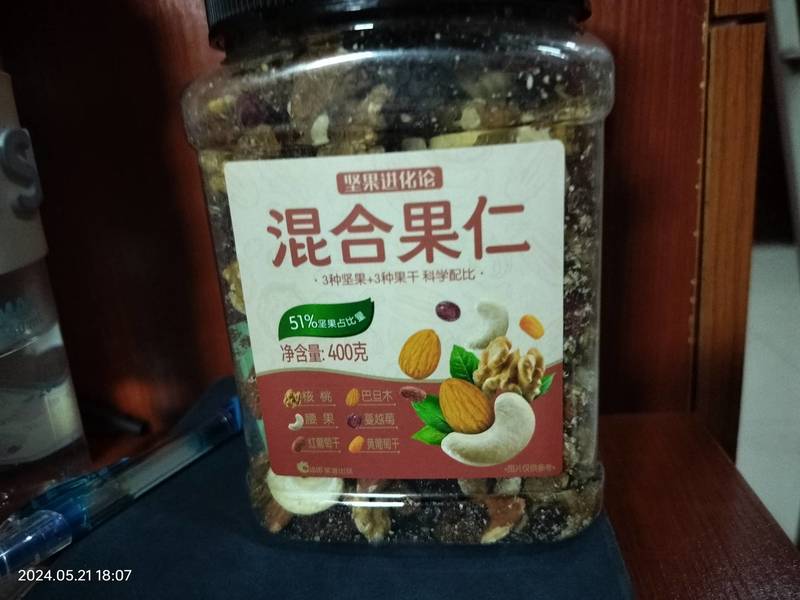 坚果进化论
混合果仁
·3种坚果+3种果干 科学配比·
51%坚果占比量
净含量: 400克
核 桃
巴旦木
腰 果
蔓越莓
红葡萄干
黄葡萄干
*图片仅供参考*
S
2024.05.21 18:07